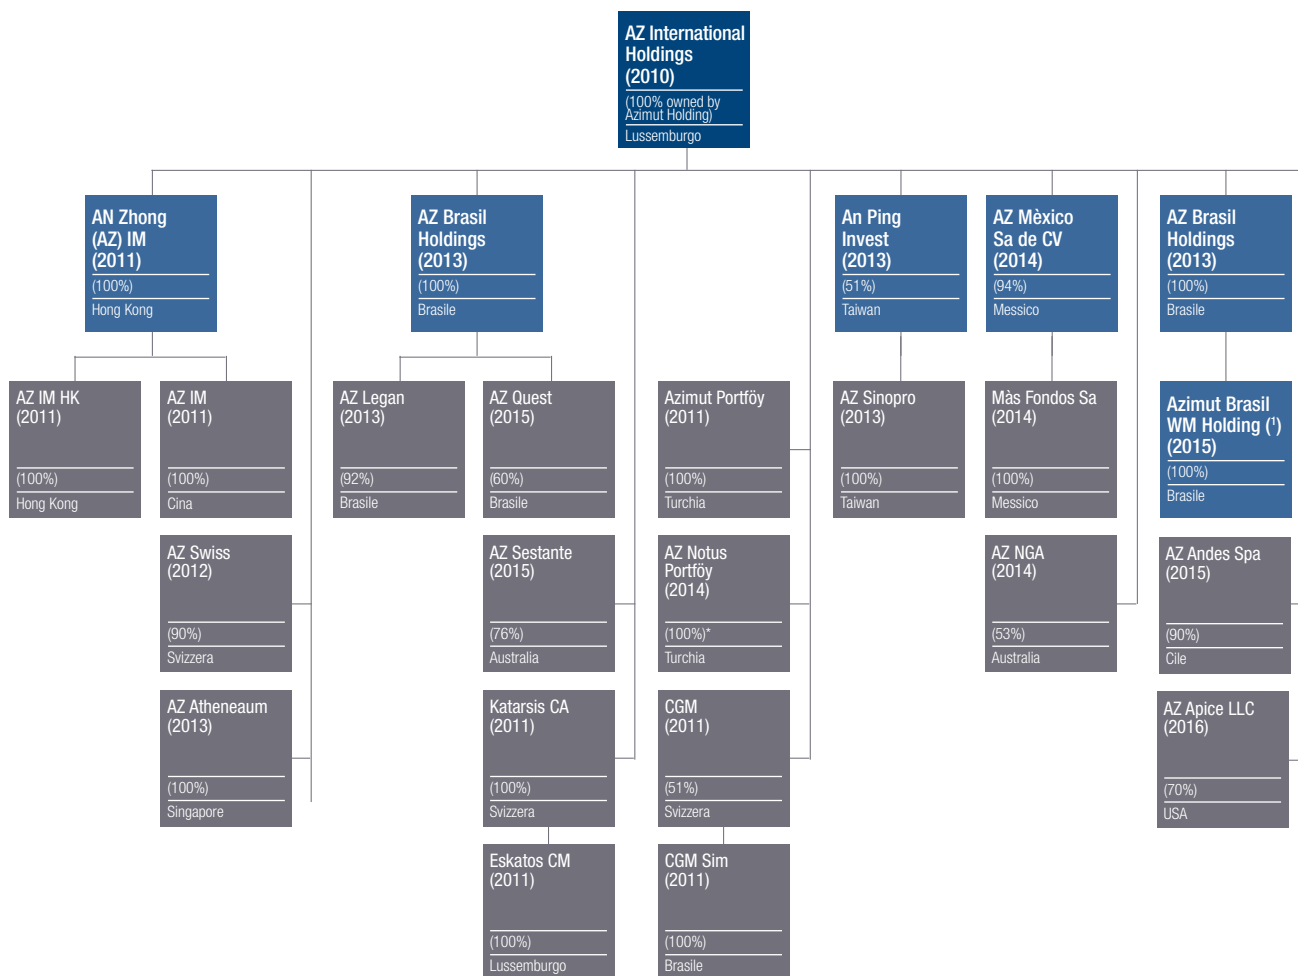 AZ International
Holdings
(2010)
(100% owned by
Azimut Holding)
Lussemburgo
AN Zhong
(AZ) IM
(2011)
(100%)
Hong Kong
AZ Brasil
Holdings
(2013)
(100%)
Brasile
An Ping
Invest
(2013)
(51%)
Taiwan
AZ Mèxico
Sa de CV
(2014)
(94%)
Messico
AZ Brasil
Holdings
(2013)
(100%)
Brasile
AZ IM HK
(2011)
(100%)
Hong Kong
AZ IM
(2011)
(100%)
Cina
AZ Legan
(2013)
(92%)
Brasile
AZ Quest
(2015)
(60%)
Brasile
Azimut Portföy
(2011)
(100%)
Turchia
AZ Sinopro
(2013)
(100%)
Taiwan
Màs Fondos Sa
(2014)
(100%)
Messico
Azimut Brasil
WM Holding (¹)
(2015)
(100%)
Brasile
AZ Swiss
(2012)
(90%)
Svizzera
AZ Sestante
(2015)
(76%)
Australia
AZ Notus
Portföy
(2014)
(100%)*
Turchia
AZ NGA
(2014)
(53%)
Australia
AZ Andes Spa
(2015)
(90%)
Cile
AZ Atheneaum
(2013)
(100%)
Singapore
Katarsis CA
(2011)
(100%)
Svizzera
CGM
(2011)
(51%)
Svizzera
AZ Apice LLC
(2016)
(70%)
USA
Eskatos CM
(2011)
(100%)
Lussemburgo
CGM Sim
(2011)
(100%)
Brasile